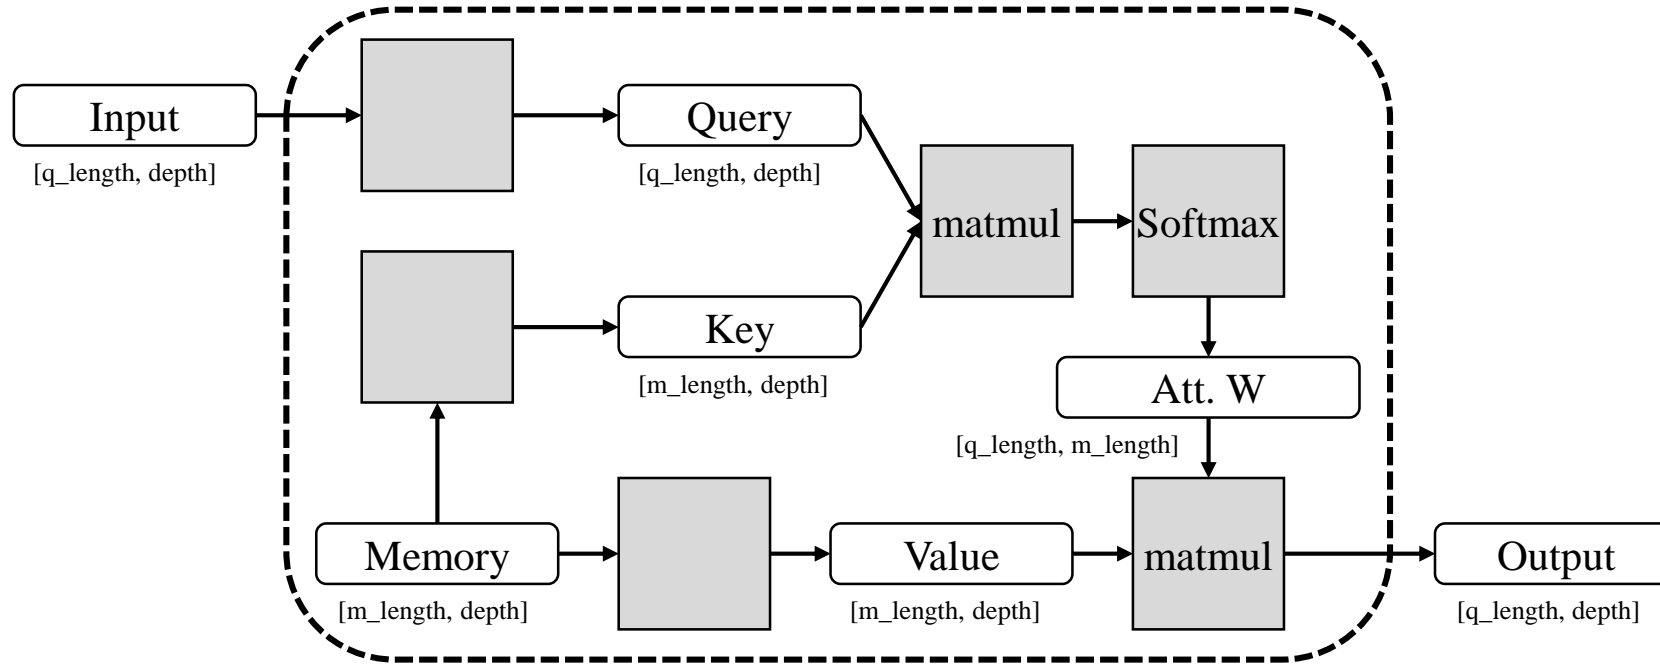 Input
[q_length, depth]
Query
[q_length, depth]
matmul
Softmax
Key
[m_length, depth]
Att. W
[q_length, m_length]
Memory
[m_length, depth]
Value
[m_length, depth]
matmul
Output
[q_length, depth]